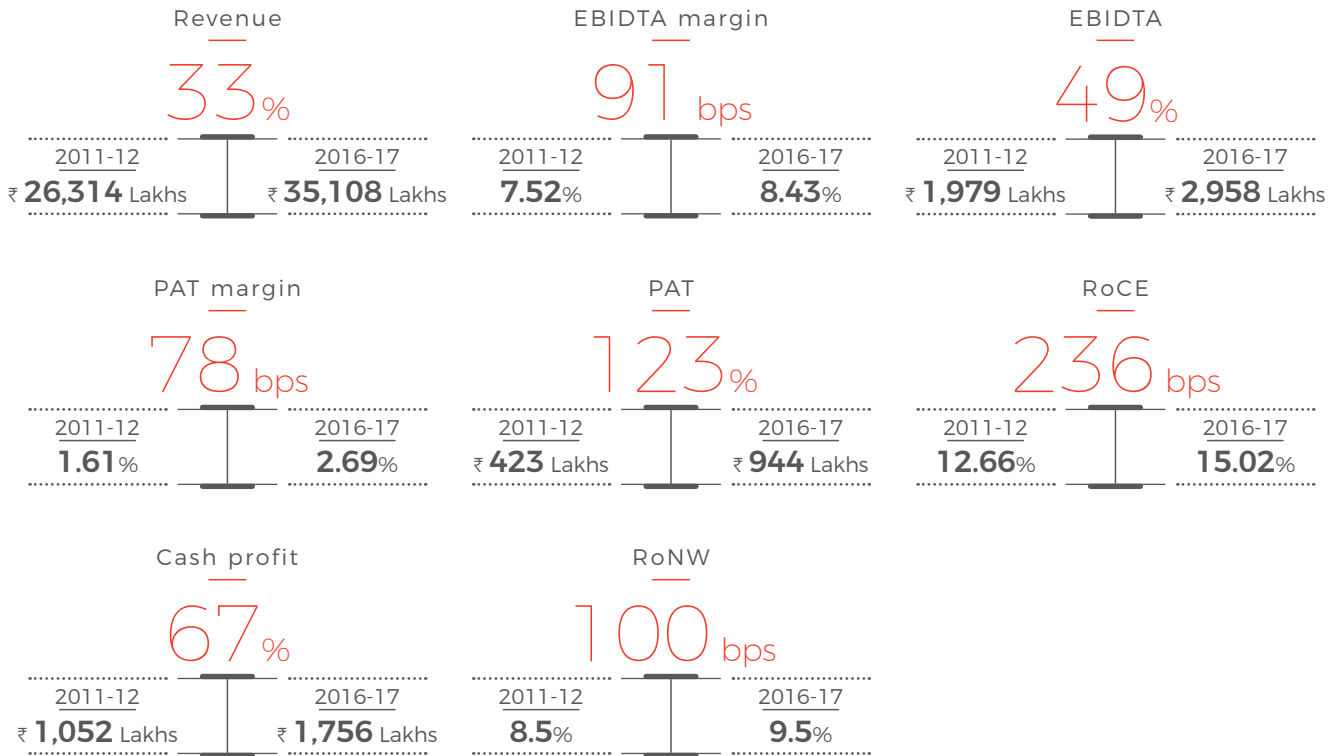 Revenue
33%
2011-12
₹ 26,314 Lakhs
2016-17
₹ 35,108 Lakhs
EBIDTA margin
91 bps
2011-12
7.52%
2016-17
8.43%
EBIDTA
49%
2011-12
₹ 1,979 Lakhs
2016-17
₹ 2,958 Lakhs
PAT margin
78 bps
2011-12
1.61%
2016-17
2.69%
PAT
123%
2011-12
₹ 423 Lakhs
2016-17
₹ 944 Lakhs
RoCE
236 bps
2011-12
12.66%
2016-17
15.02%
Cash profit
67%
2011-12
₹ 1,052 Lakhs
2016-17
₹ 1,756 Lakhs
RoNW
100 bps
2011-12
8.5%
2016-17
9.5%